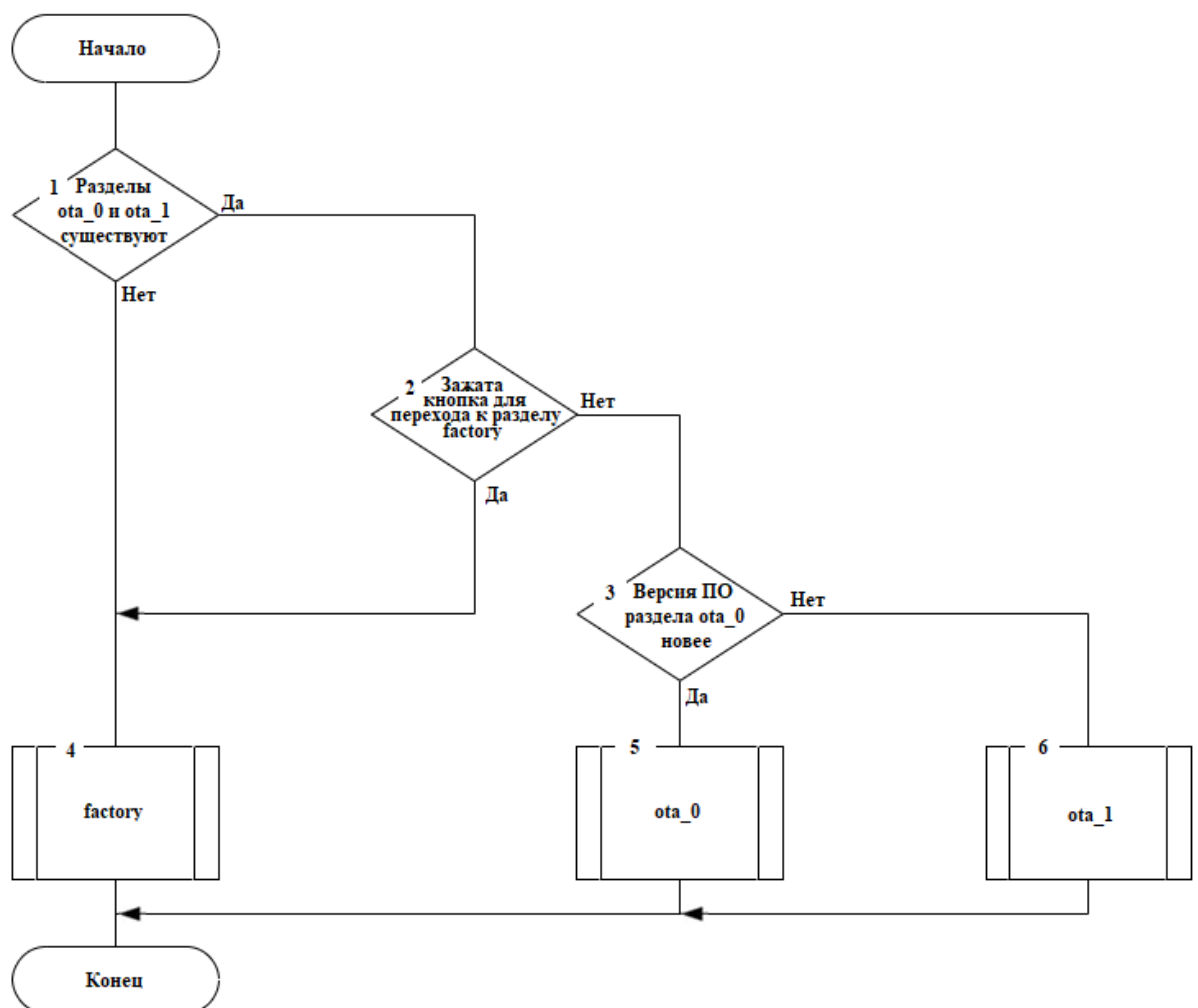 Начало
1 Разделы
ota_0 и ota_1
существуют
Да
Нет
2 Зажата
кнопка для
перехода к разделу
factory
Нет
Да
3 Версия ПО
раздела ota_0
новее
Нет
Да
4
factory
5
ota_0
6
ota_1
Конец